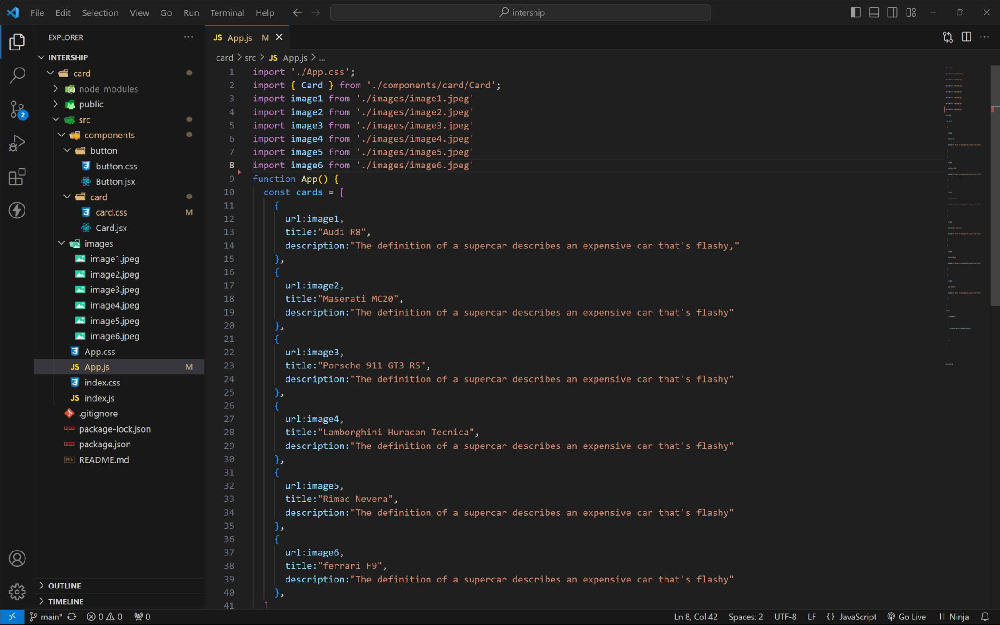 File Edit Selection View Go Run Terminal Help intership
EXPLORER
INTERSHIP
card
node_modules
public
src
components
button
button.css
Button.jsx
card
card.css M
Card.jsx
images
image1.jpeg
image2.jpeg
image3.jpeg
image4.jpeg
image5.jpeg
image6.jpeg
App.css
JS App.js M
index.css
JS index.js
.gitignore
package-lock.json
package.json
README.md
OUTLINE
TIMELINE
2
JS App.js M
card > src > JS App.js > ...
1 import './App.css';
2 import { Card } from './components/card/Card';
3 import image1 from './images/image1.jpeg'
4 import image2 from './images/image2.jpeg'
5 import image3 from './images/image3.jpeg'
6 import image4 from './images/image4.jpeg'
7 import image5 from './images/image5.jpeg'
8 import image6 from './images/image6.jpeg'
9 function App() {
10 const cards = [
11 {
12 url:image1,
13 title:"Audi R8",
14 description:"The definition of a supercar describes an expensive car that's flashy,"
15 },
16 {
17 url:image2,
18 title:"Maserati MC20",
19 description:"The definition of a supercar describes an expensive car that's flashy"
20 },
21 {
22 url:image3,
23 title:"Porsche 911 GT3 RS",
24 description:"The definition of a supercar describes an expensive car that's flashy"
25 },
26 {
27 url:image4,
28 title:"Lamborghini Huracan Tecnica",
29 description:"The definition of a supercar describes an expensive car that's flashy"
30 },
31 {
32 url:image5,
33 title:"Rimac Nevera",
34 description:"The definition of a supercar describes an expensive car that's flashy"
35 },
36 {
37 url:image6,
38 title:"ferrari F9",
39 description:"The definition of a supercar describes an expensive car that's flashy"
40 },
41 ]
main* 0 0 0 Ln 8, Col 42 Spaces: 2 UTF-8 LF {} JavaScript Go Live Ninja